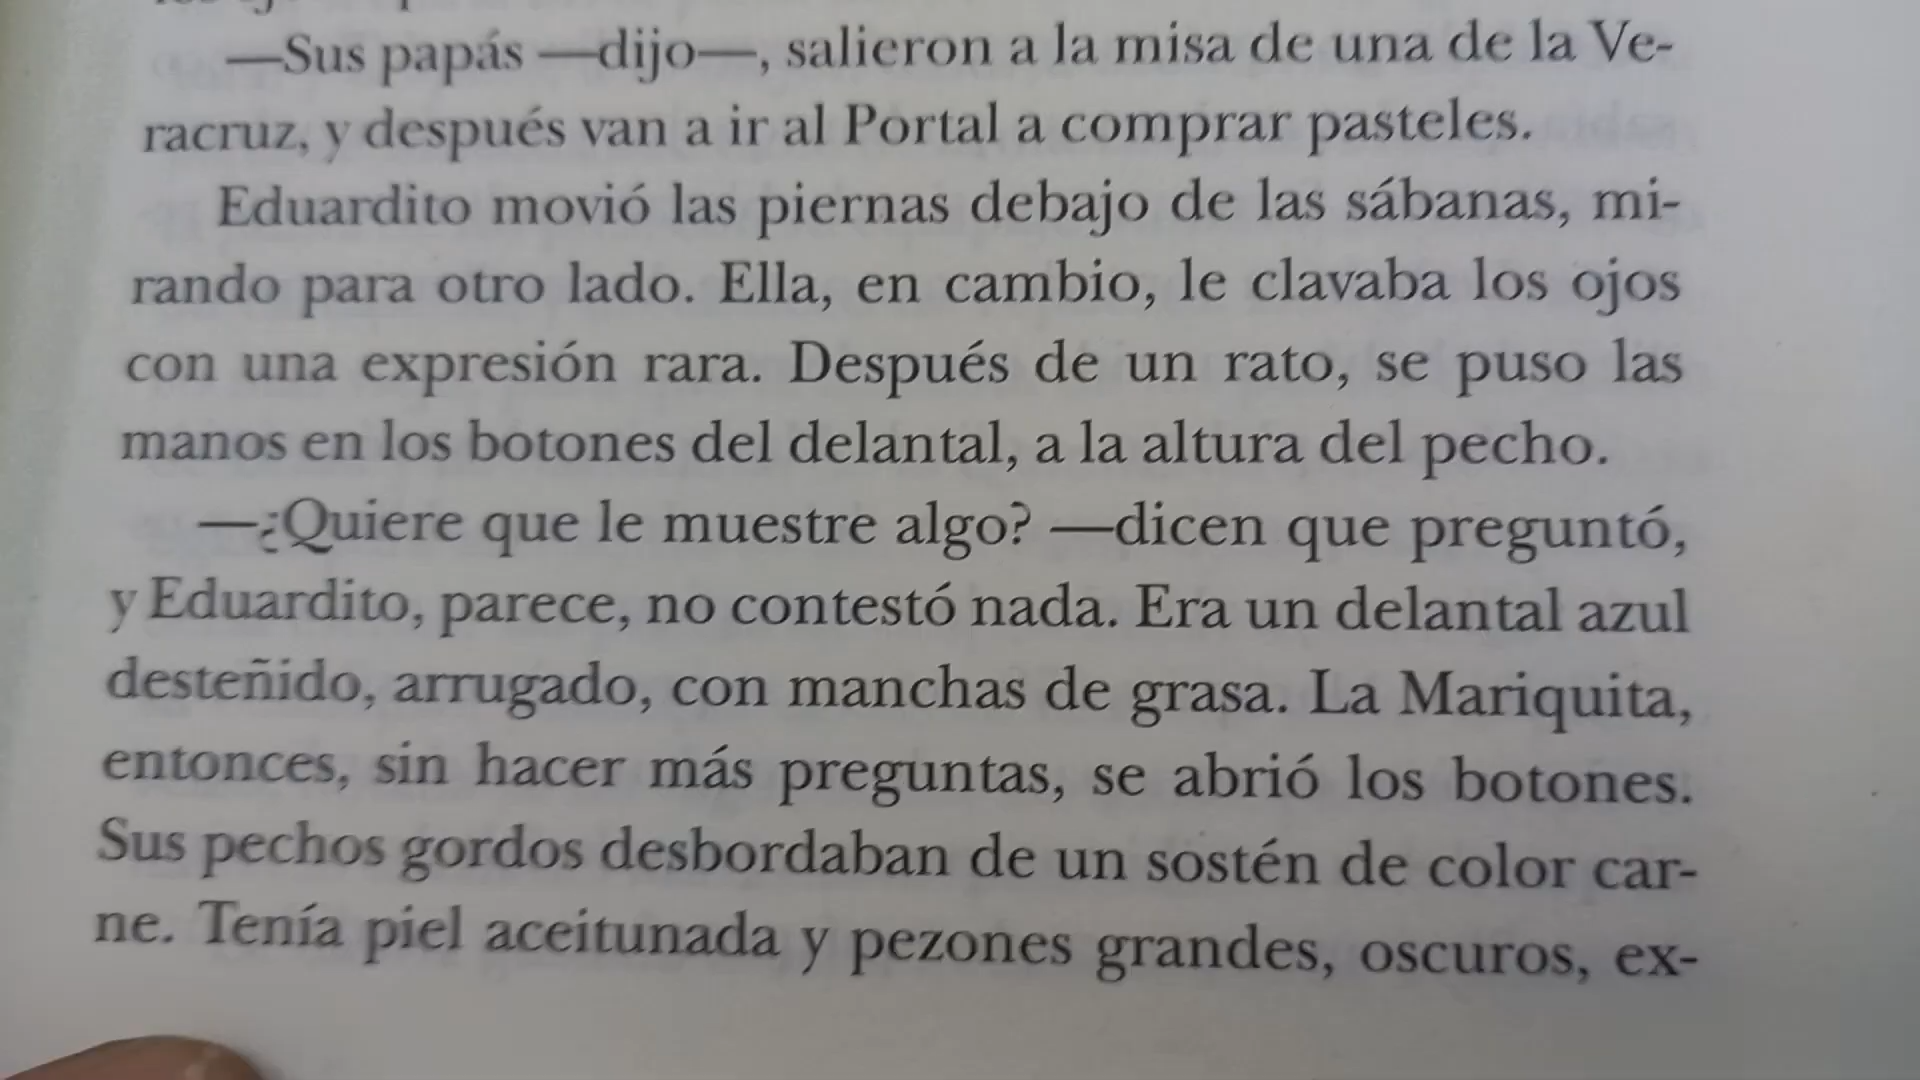 —Sus papás —dijo—, salieron a la misa de una de la Ve-
racruz, y después van a ir al Portal a comprar pasteles.
Eduardito movió las piernas debajo de las sábanas, mi-
rando para otro lado. Ella, en cambio, le clavaba los ojos
con una expresión rara. Después de un rato, se puso las
manos en los botones del delantal, a la altura del pecho.
—¿Quiere que le muestre algo? —dicen que preguntó,
y Eduardito, parece, no contestó nada. Era un delantal azul
desteñido, arrugado, con manchas de grasa. La Mariquita,
entonces, sin hacer más preguntas, se abrió los botones.
Sus pechos gordos desbordaban de un sostén de color car-
ne. Tenía piel aceitunada y pezones grandes, oscuros, ex-